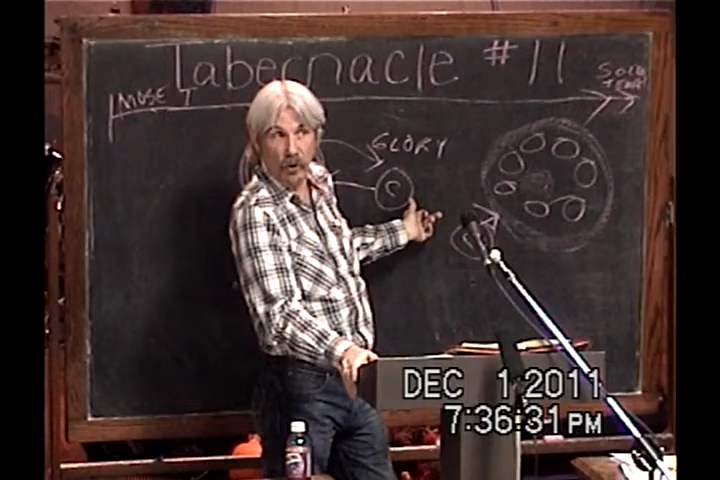 Tabernacle #11
MOSE T
GLORY
C
DEC 1 2011
7:36:31 PM